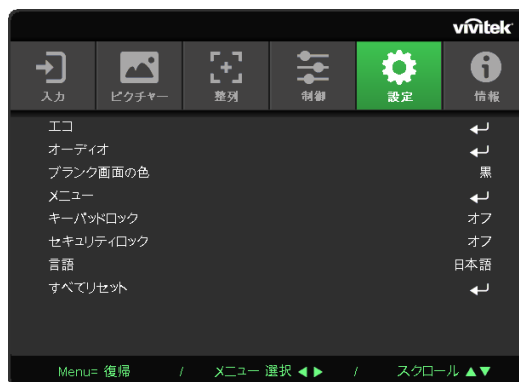 vivitek
入力 ピクチャー 整列 制御 設定 情報
エコ
オーディオ
ブランク画面の色 黒
メニュー
キーパッドロック オフ
セキュリティロック オフ
言語 日本語
すべてリセット
Menu= 復帰 / メニュー 選択 ◀▶ / スクロール ▲▼